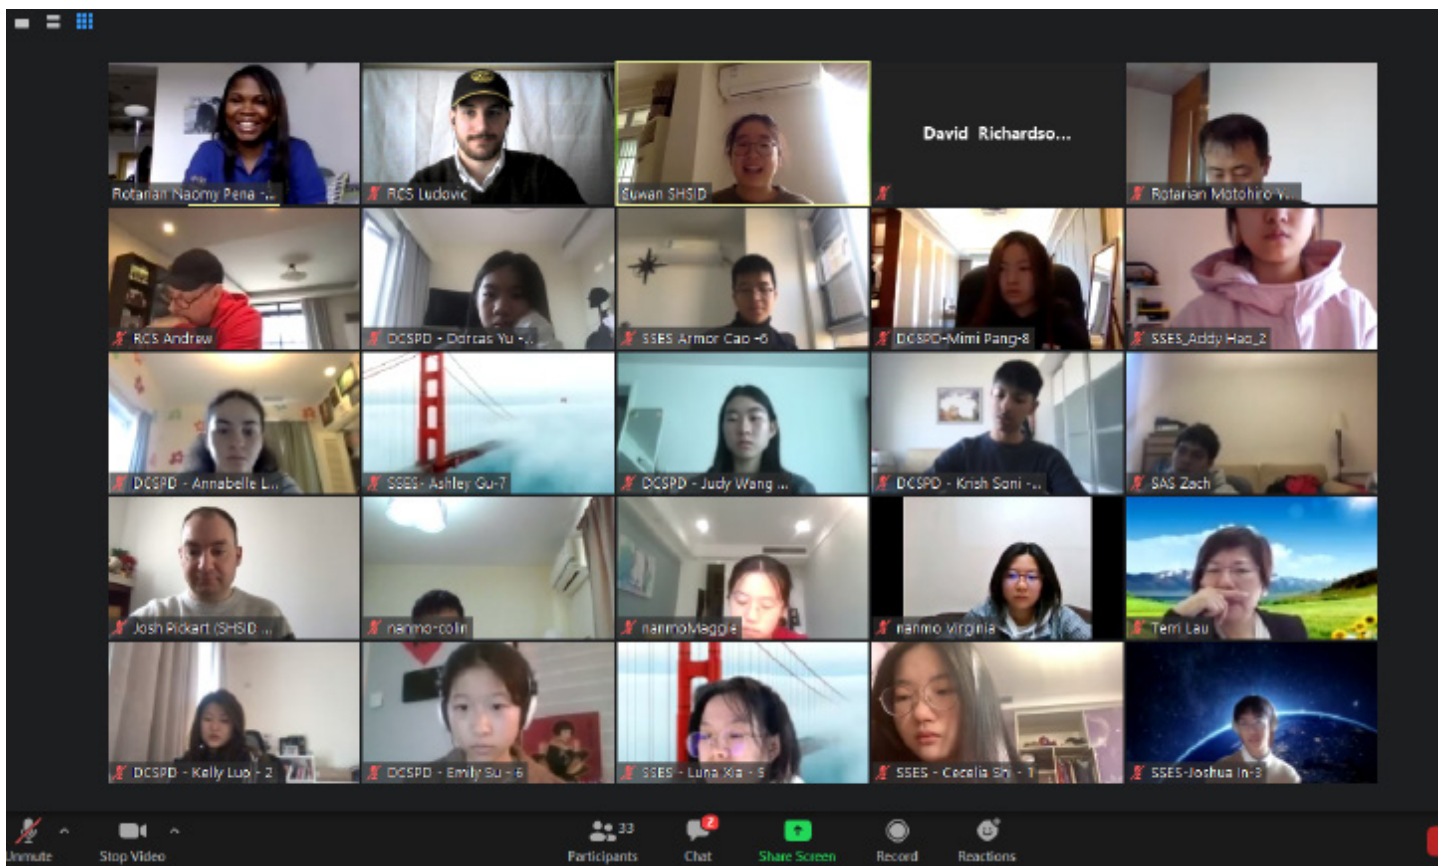 David Richardso...
Rotarian Naomy Pena -...
RCS Ludovic
Suwan SHSID
Rotarian Motohiro Y...
RCS Andrew
DCSPD - Dorcas Yu -...
SSES Armor Cao -6
DCSPD-Mimi Pang-8
SSES_Addy Hao_2
DCSPD - Annabelle L...
SSES- Ashley Gu-7
DCSPD - Judy Wang ...
DCSPD - Krish Soni -...
SAS Zach
Josh Pickart (SHSID ...
nanmo-colin
nanmoMaggie
nanmo Virginia
Terri Lau
DCSPD - Kelly Luo - 2
DCSPD - Emily Su - 6
SSES - Luna Xia - 5
SSES - Cecelia Shi - 1
SSES-Joshua In-3
33
2
Unmute
Stop Video
Participants
Chat
Share Screen
Record
Reactions